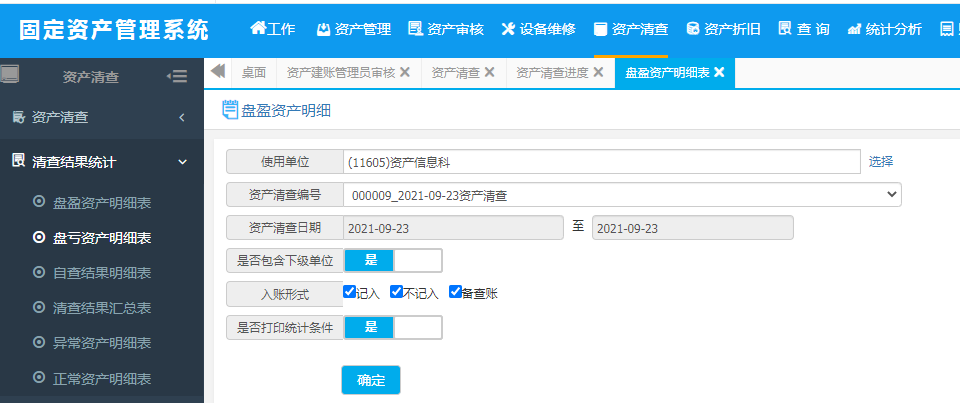 固定资产管理系统
工作 资产管理 资产审核 设备维修 资产清查 资产折旧 查 询 统计分析
资产清查
桌面 资产建账管理员审核 资产清查 资产清查进度 盘盈资产明细表
资产清查
盘盈资产明细
清查结果统计
盘盈资产明细表
盘亏资产明细表
自查结果明细表
清查结果汇总表
异常资产明细表
正常资产明细表
使用单位 (11605)资产信息科 选择
资产清查编号 000009_2021-09-23资产清查
资产清查日期 2021-09-23 至 2021-09-23
是否包含下级单位 是
入账形式 记入 不记入 备查账
是否打印统计条件 是
确定